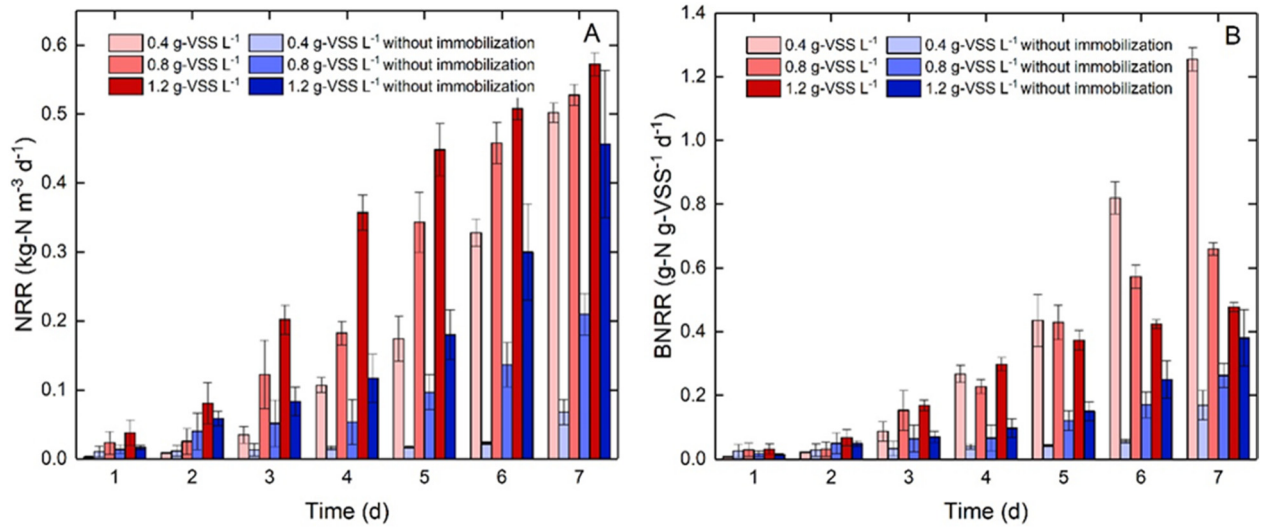 A
0.4 g-VSS L⁻¹ 0.4 g-VSS L⁻¹ without immobilization
0.8 g-VSS L⁻¹ 0.8 g-VSS L⁻¹ without immobilization
1.2 g-VSS L⁻¹ 1.2 g-VSS L⁻¹ without immobilization
NRR (kg-N m⁻³ d⁻¹)
0.6
0.5
0.4
0.3
0.2
0.1
0.0
1 2 3 4 5 6 7
Time (d)
B
0.4 g-VSS L⁻¹ 0.4 g-VSS L⁻¹ without immobilization
0.8 g-VSS L⁻¹ 0.8 g-VSS L⁻¹ without immobilization
1.2 g-VSS L⁻¹ 1.2 g-VSS L⁻¹ without immobilization
BNRR (g-N g-VSS⁻¹ d⁻¹)
1.4
1.2
1.0
0.8
0.6
0.4
0.2
0.0
1 2 3 4 5 6 7
Time (d)